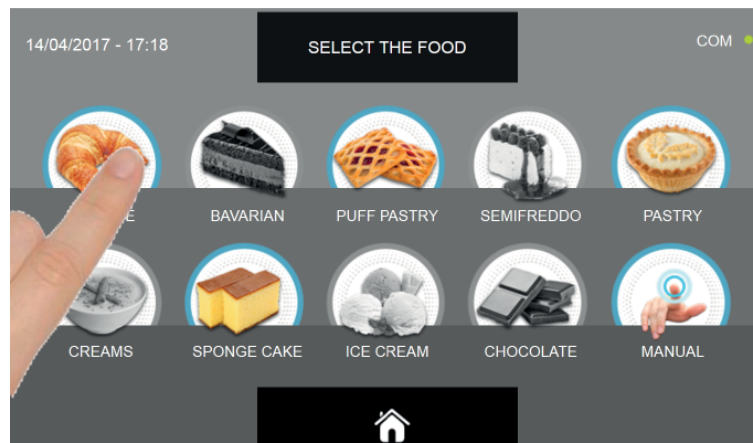 14/04/2017 - 17:18
SELECT THE FOOD
COM
BAVARIAN
PUFF PASTRY
SEMIFREDDO
PASTRY
CREAMS
SPONGE CAKE
ICE CREAM
CHOCOLATE
MANUAL